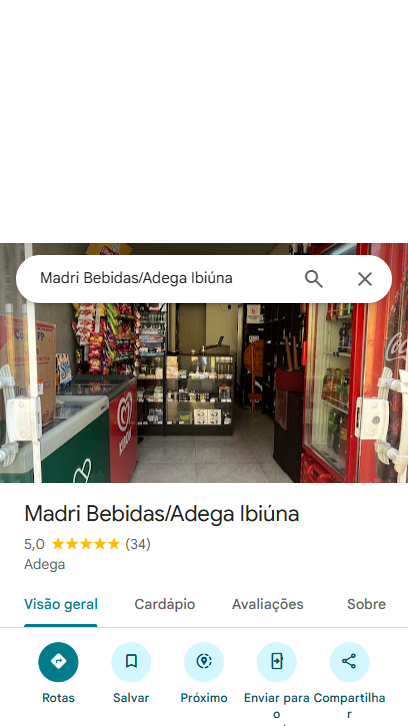 Madri Bebidas/Adega Ibiúna
Madri Bebidas/Adega Ibiúna
5,0 ★★★★★ (34)
Adega
Visão geral Cardápio Avaliações Sobre
Rotas Salvar Próximo Enviar para o Compartilhar